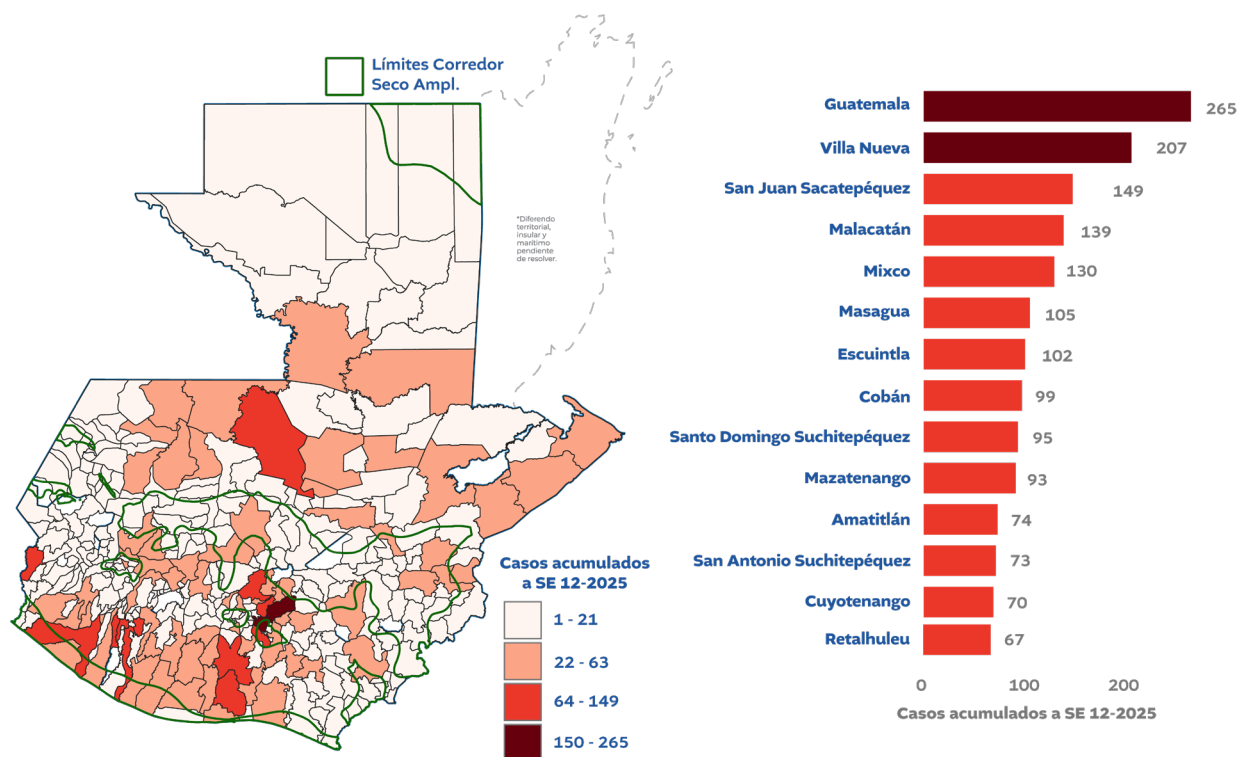 Límites Corredor
Seco Ampl.
*Diferendo
territorial,
insular y
marítimo
pendiente
de resolver.
Casos acumulados
a SE 12-2025
1 - 21
22 - 63
64 - 149
150 - 265
Guatemala 265
Villa Nueva 207
San Juan Sacatepéquez 149
Malacatán 139
Mixco 130
Masagua 105
Escuintla 102
Cobán 99
Santo Domingo Suchitepéquez 95
Mazatenango 93
Amatitlán 74
San Antonio Suchitepéquez 73
Cuyotenango 70
Retalhuleu 67
0 100 200
Casos acumulados a SE 12-2025